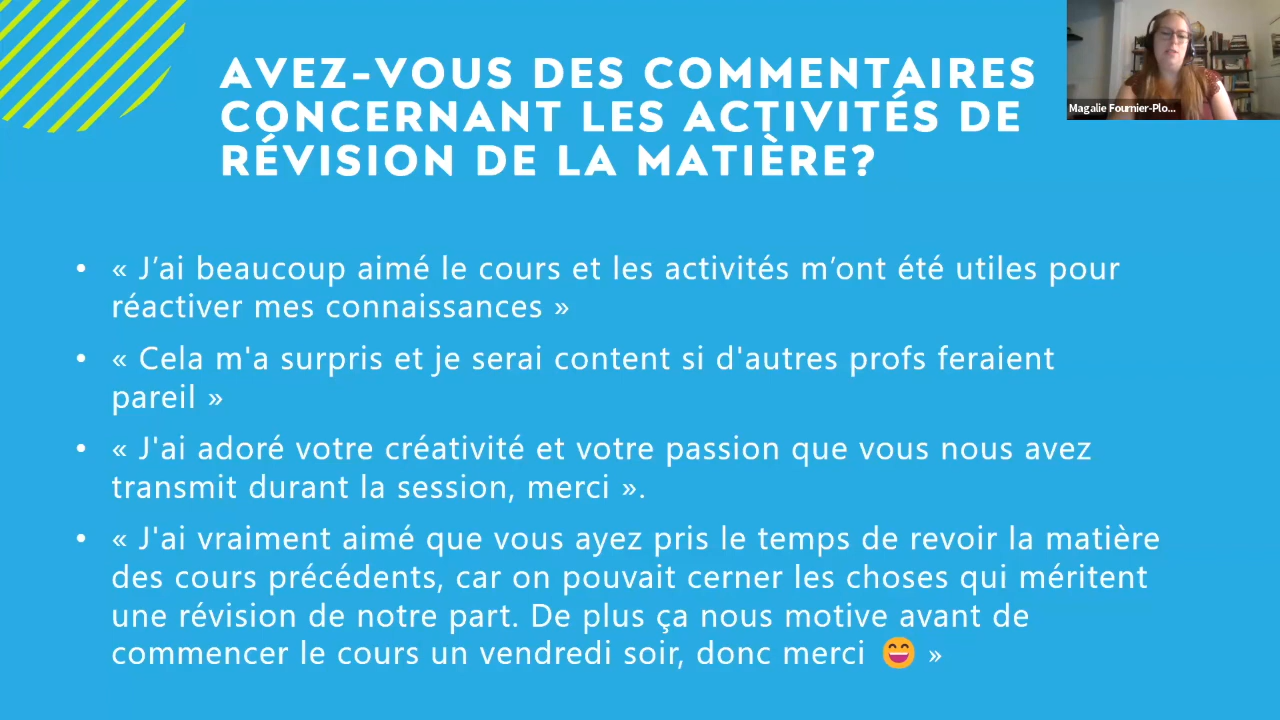 AVEZ-VOUS DES COMMENTAIRES
CONCERNANT LES ACTIVITÉS DE
RÉVISION DE LA MATIÈRE?
Magalie Fournier-Plo...
• « J’ai beaucoup aimé le cours et les activités m’ont été utiles pour
réactiver mes connaissances »
• « Cela m'a surpris et je serai content si d'autres profs feraient
pareil »
• « J'ai adoré votre créativité et votre passion que vous nous avez
transmit durant la session, merci ».
• « J'ai vraiment aimé que vous ayez pris le temps de revoir la matière
des cours précédents, car on pouvait cerner les choses qui méritent
une révision de notre part. De plus ça nous motive avant de
commencer le cours un vendredi soir, donc merci 😄 »